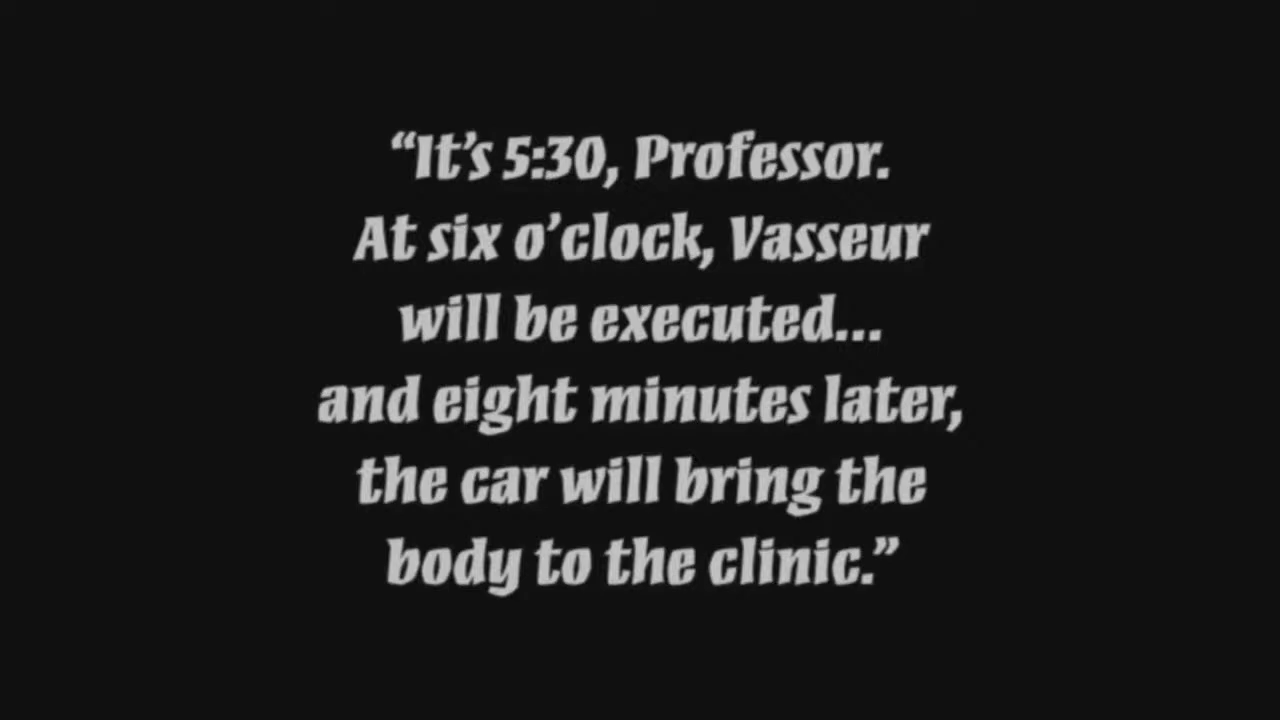 “It’s 5:30, Professor.
At six o’clock, Vasseur
will be executed...
and eight minutes later,
the car will bring the
body to the clinic.”